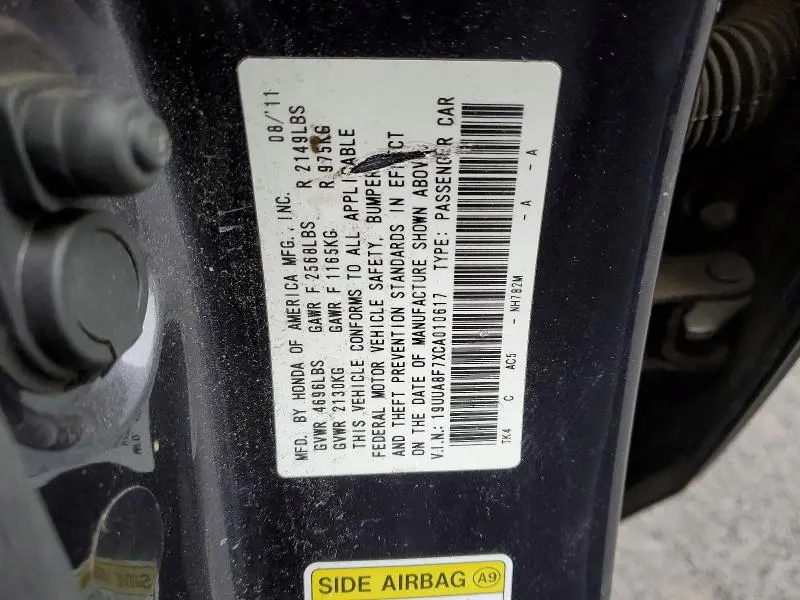 MFD. BY HONDA OF AMERICA MFG., INC. 08/'11
GVWR 4696LBS GAWR F 2568LBS R 2149LBS
GVWR 2130KG GAWR F 1165KG R 975KG
THIS VEHICLE CONFORMS TO ALL APPLICABLE
FEDERAL MOTOR VEHICLE SAFETY, BUMPER
AND THEFT PREVENTION STANDARDS IN EFFECT
ON THE DATE OF MANUFACTURE SHOWN ABOVE
V.I.N.: 19UUA8F7XCA010617 TYPE: PASSENGER CAR
TK4 C AC5 - NH782M - A - A
SIDE AIRBAG A9